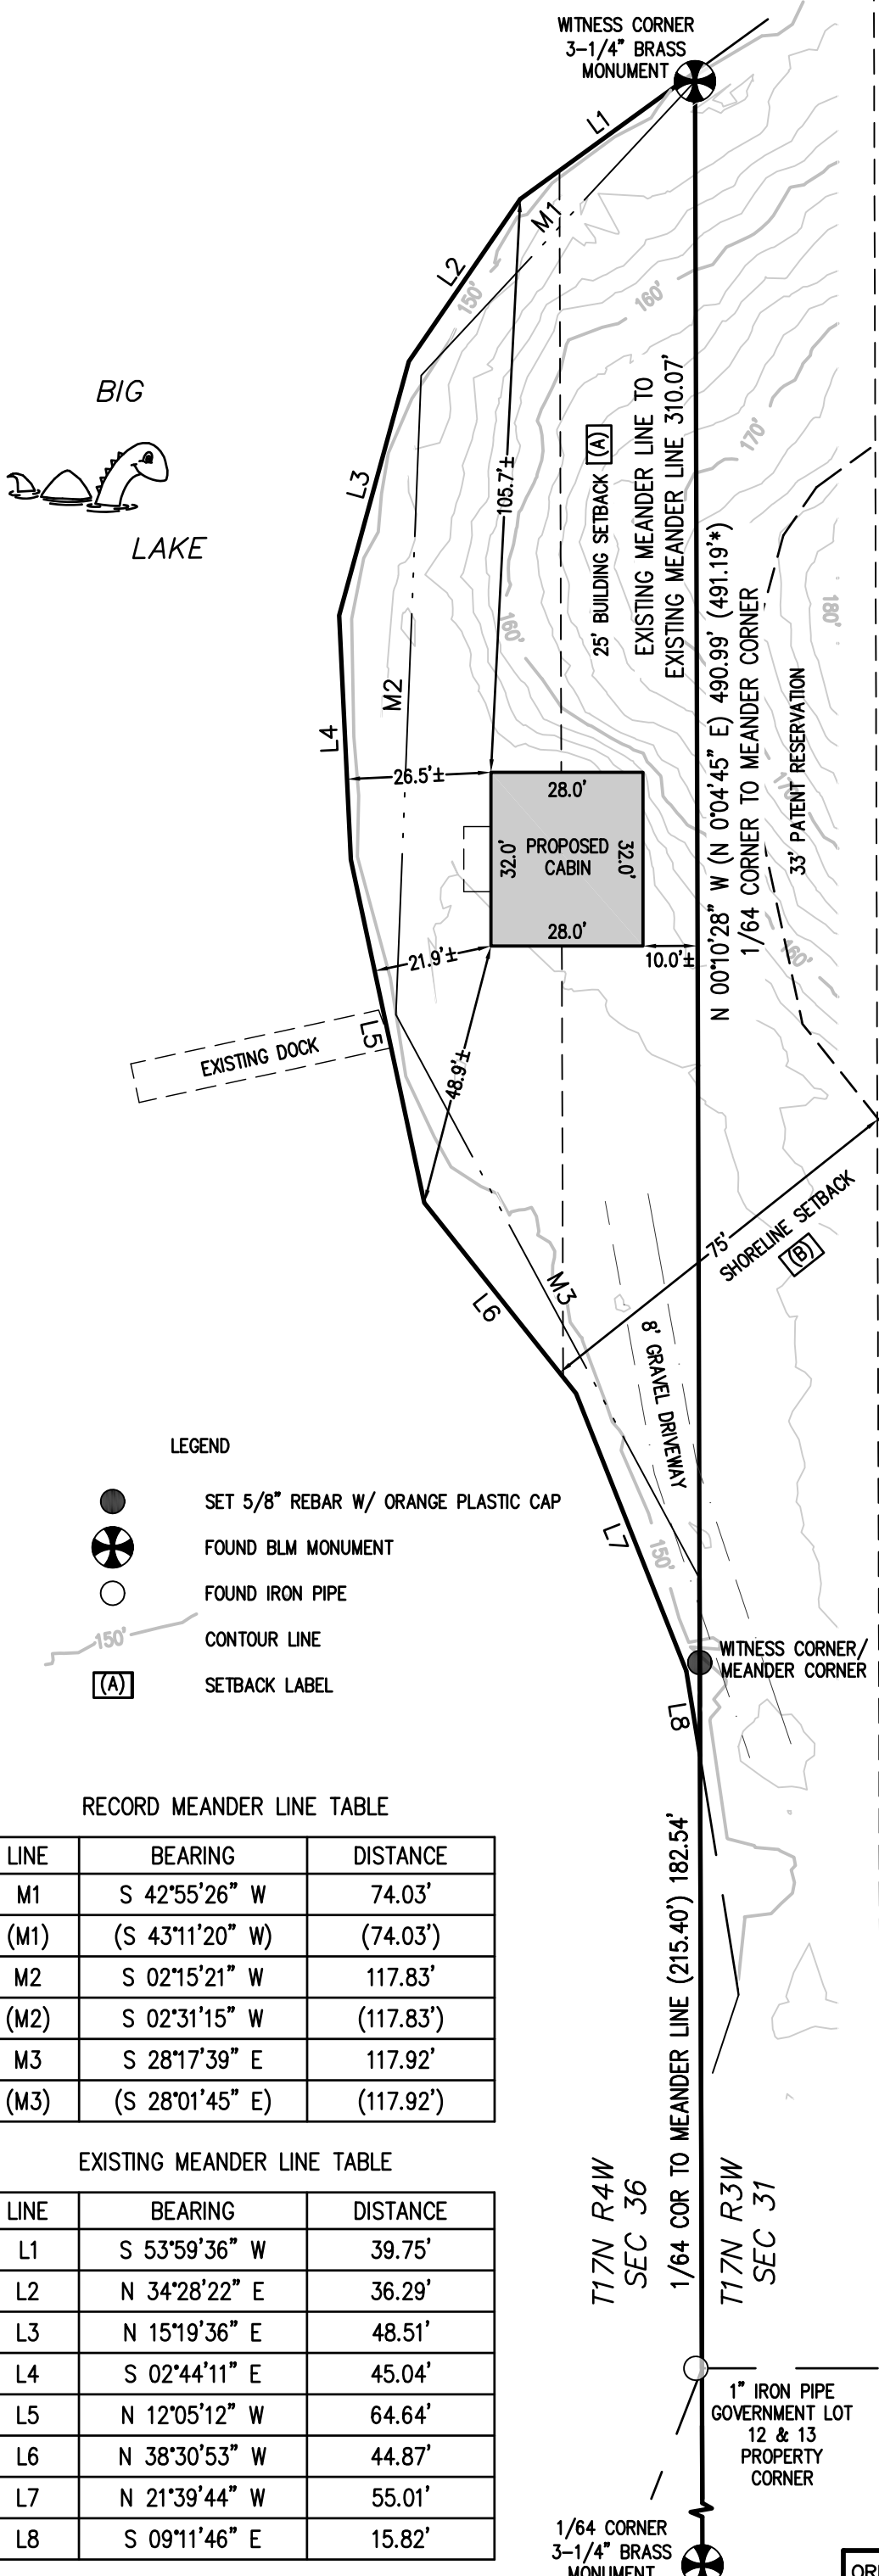 WITNESS CORNER
3-1/4" BRASS
MONUMENT
L1
M1
L2
150'
160'
BIG
LAKE
L3
105.7'±
25' BUILDING SETBACK (A)
EXISTING MEANDER LINE TO
EXISTING MEANDER LINE 310.07'
170'
180'
160'
N 00°10'28" W (N 0°04'45" E) 490.99' (491.19'*)
1/64 CORNER TO MEANDER CORNER
33' PATENT RESERVATION
M2
L4
26.5'±
28.0'
32.0'
PROPOSED
CABIN
32.0'
28.0'
170'
160'
21.9'±
10.0'±
L5
EXISTING DOCK
48.9'±
75'
SHORELINE SETBACK
(B)
M3
L6
8' GRAVEL DRIVEWAY
L7
150'
WITNESS CORNER/
MEANDER CORNER
L8
LEGEND
SET 5/8" REBAR W/ ORANGE PLASTIC CAP
FOUND BLM MONUMENT
FOUND IRON PIPE
150' CONTOUR LINE
(A) SETBACK LABEL
RECORD MEANDER LINE TABLE
LINE BEARING DISTANCE
M1 S 42°55'26" W 74.03'
(M1) (S 43°11'20" W) (74.03')
M2 S 02°15'21" W 117.83'
(M2) S 02°31'15" W (117.83')
M3 S 28°17'39" E 117.92'
(M3) (S 28°01'45" E) (117.92')
EXISTING MEANDER LINE TABLE
LINE BEARING DISTANCE
L1 S 53°59'36" W 39.75'
L2 N 34°28'22" E 36.29'
L3 N 15°19'36" E 48.51'
L4 S 02°44'11" E 45.04'
L5 N 12°05'12" W 64.64'
L6 N 38°30'53" W 44.87'
L7 N 21°39'44" W 55.01'
L8 S 09°11'46" E 15.82'
1/64 COR TO MEANDER LINE (215.40') 182.54'
T17N R4W
SEC 36
T17N R3W
SEC 31
1" IRON PIPE
GOVERNMENT LOT
12 & 13
PROPERTY
CORNER
1/64 CORNER
3-1/4" BRASS
MONUMENT